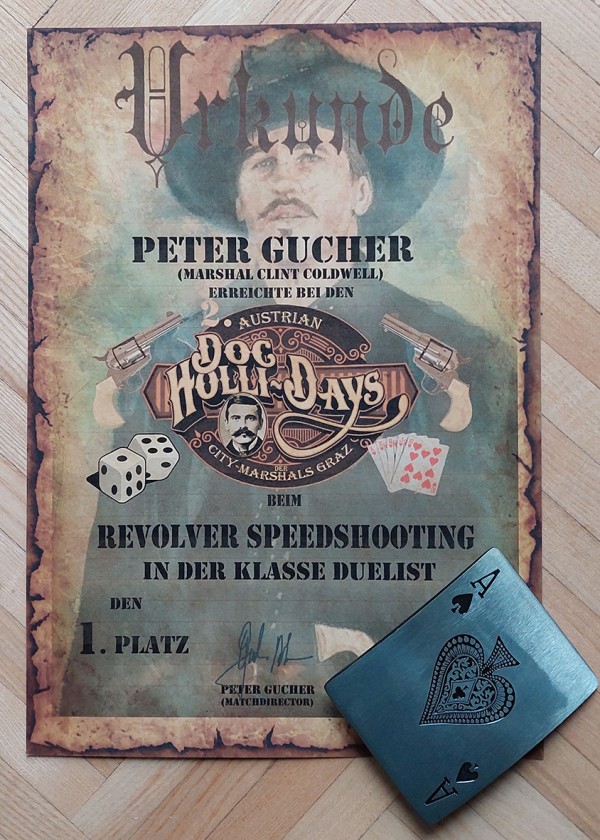 Urkunde
PETER GUCHER
(MARSHAL CLINT COLDWELL)
ERREICHTE BEI DEN
2. AUSTRIAN
DOC
HOLLI-DAYS
DER
CITY-MARSHALS GRAZ
BEIM
REVOLVER SPEEDSHOOTING
IN DER KLASSE DUELIST
DEN
1. PLATZ
PETER GUCHER
(MATCHDIRECTOR)
A
A